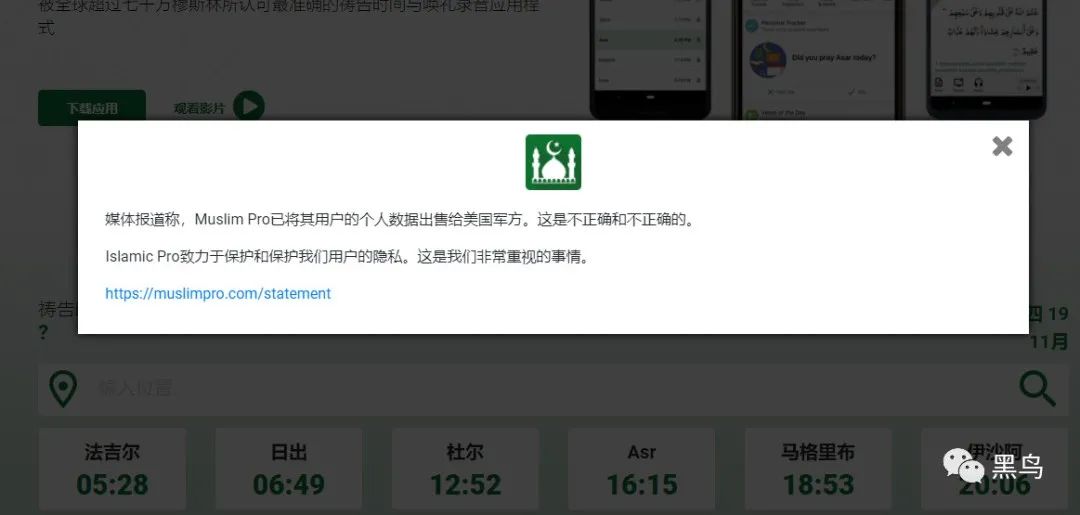 被全球超过七千万穆斯林所认可最准确的祷告时间与唤礼录音应用程
式
Did you pray Asar today?
下载应用
观看影片
媒体报道称，Muslim Pro已将其用户的个人数据出售给美国军方。这是不正确和不正确的。
Islamic Pro致力于保护和保护我们用户的隐私。这是我们非常重视的事情。
https://muslimpro.com/statement
祷告
四 19
?
11月
输入位置
法吉尔
日出
杜尔
Asr
马格里布
伊沙阿
05:28
06:49
12:52
16:15
18:53
20:06
黑鸟